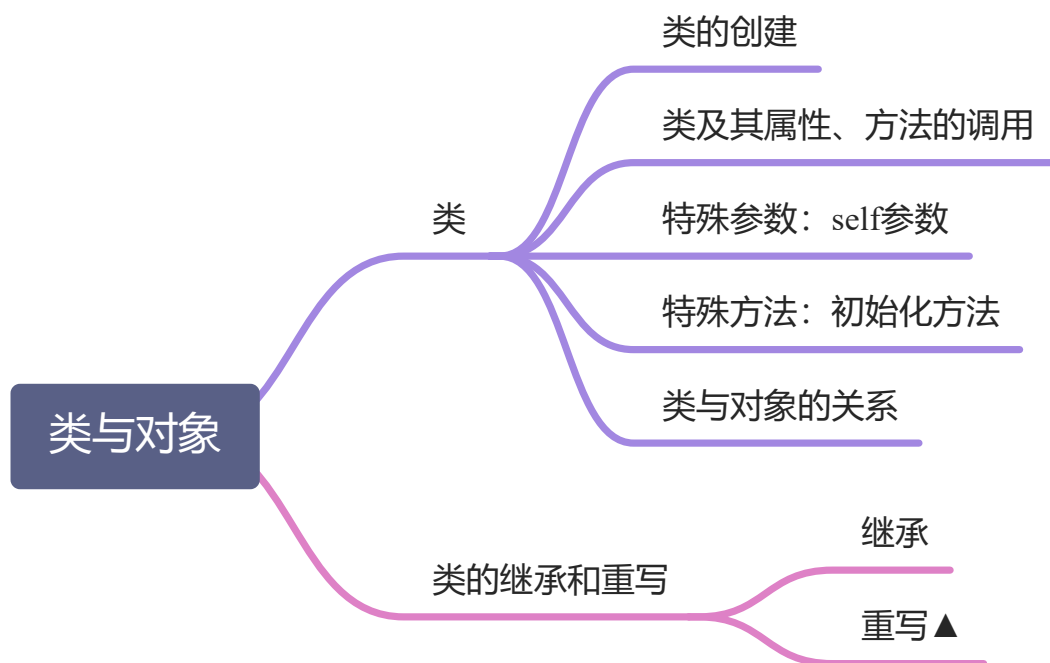 类的创建
类及其属性、方法的调用
类
特殊参数：self参数
特殊方法：初始化方法
类与对象的关系
类与对象
继承
类的继承和重写
重写▲